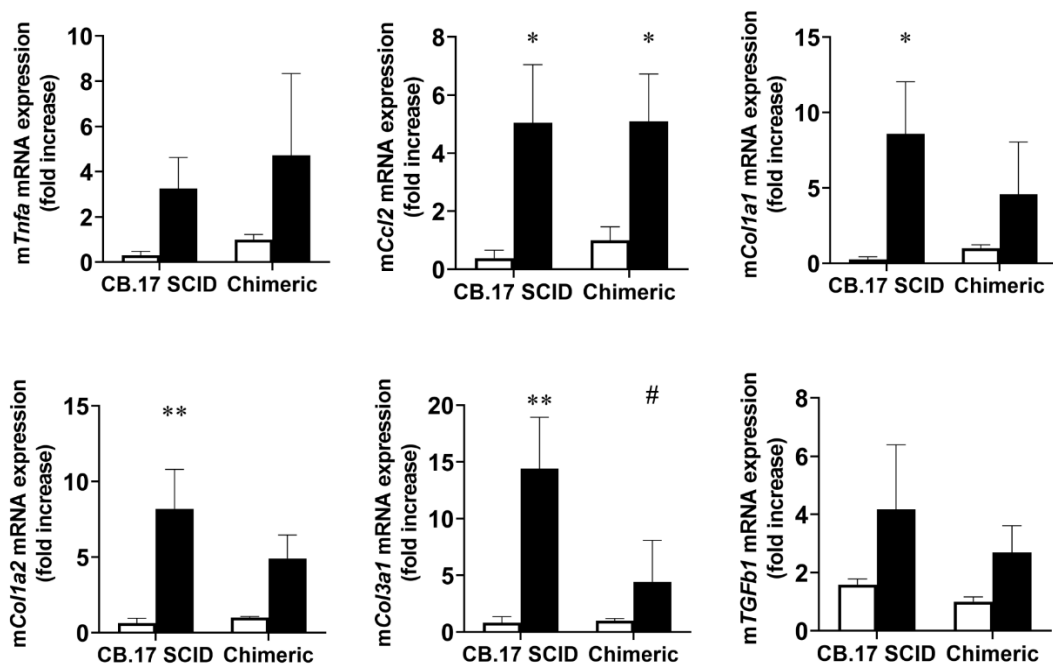 mTnfa mRNA expression
(fold increase)
10
8
6
4
2
0
CB.17 SCID Chimeric
mCcl2 mRNA expression
(fold increase)
8
6
4
2
0
* *
CB.17 SCID Chimeric
mCol1a1 mRNA expression
(fold increase)
15
10
5
0
*
CB.17 SCID Chimeric
mCol1a2 mRNA expression
(fold increase)
15
10
5
0
**
CB.17 SCID Chimeric
mCol3a1 mRNA expression
(fold increase)
20
15
10
5
0
** #
CB.17 SCID Chimeric
mTGFb1 mRNA expression
(fold increase)
8
6
4
2
0
CB.17 SCID Chimeric